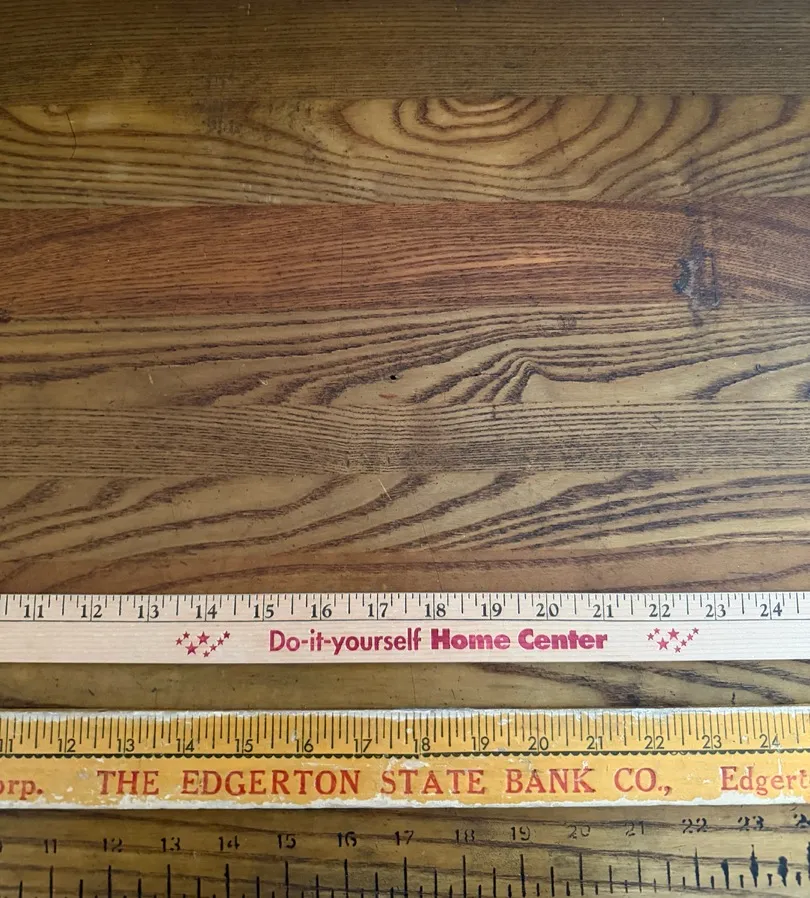 11 12 13 14 15 16 17 18 19 20 21 22 23 24
Do-it-yourself Home Center
11 12 13 14 15 16 17 18 19 20 21 22 23 24
orp. THE EDGERTON STATE BANK CO., Edgert
11 12 13 14 15 16 17 18 19 20 21 22 23